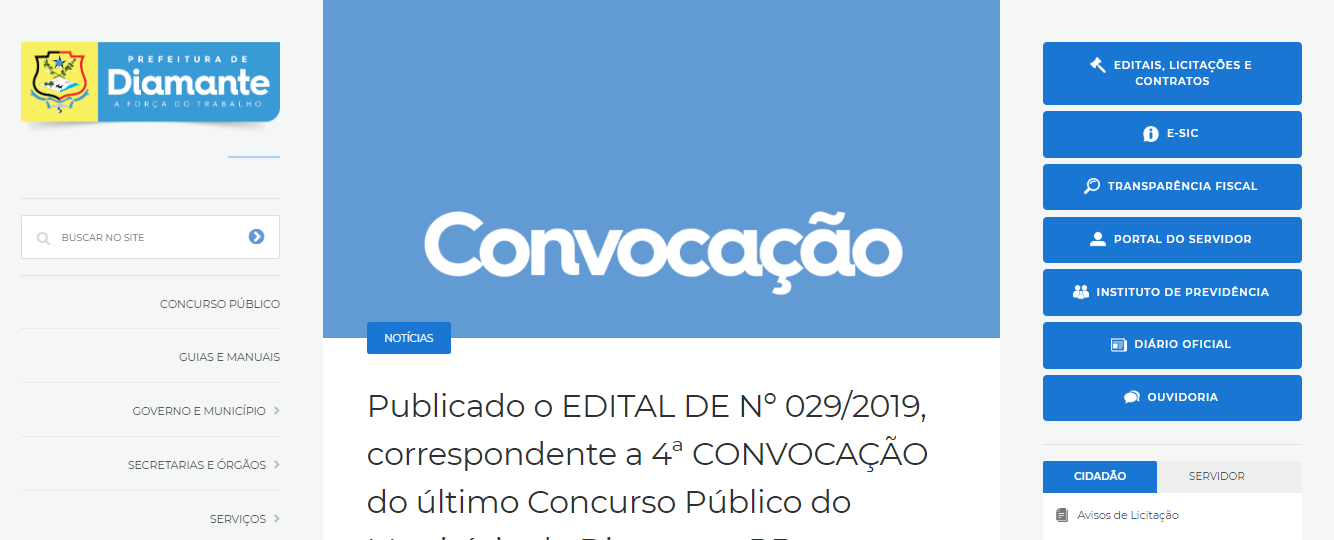 PREFEITURA DE
Diamante
A FORÇA DO TRABALHO
BUSCAR NO SITE
CONCURSO PÚBLICO
GUIAS E MANUAIS
GOVERNO E MUNICÍPIO
SECRETARIAS E ÓRGÃOS
SERVIÇOS
Convocação
NOTÍCIAS
Publicado o EDITAL DE Nº 029/2019,
correspondente a 4ª CONVOCAÇÃO
do último Concurso Público do
EDITAIS, LICITAÇÕES E
CONTRATOS
E-SIC
TRANSPARÊNCIA FISCAL
PORTAL DO SERVIDOR
INSTITUTO DE PREVIDÊNCIA
DIÁRIO OFICIAL
OUVIDORIA
CIDADÃO
SERVIDOR
Avisos de Licitação